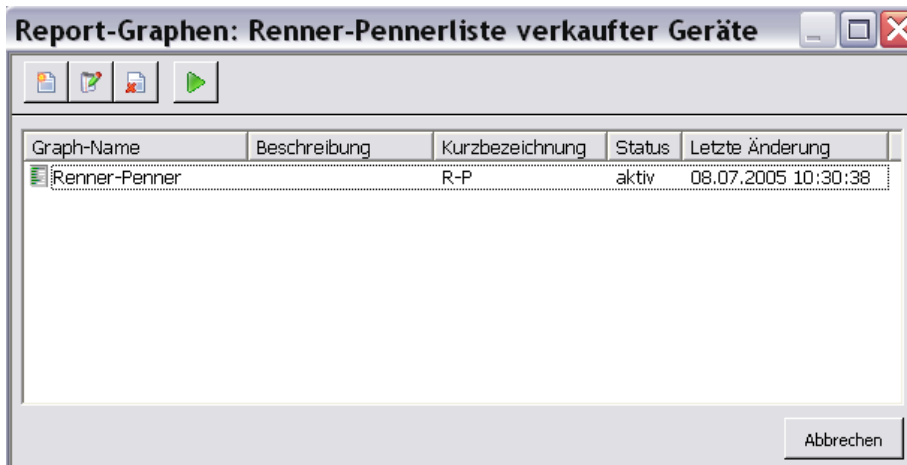 Report-Graphen: Renner-Pennerliste verkaufter Geräte
Graph-Name Beschreibung Kurzbezeichnung Status Letzte Änderung
Renner-Penner R-P aktiv 08.07.2005 10:30:38
Abbrechen